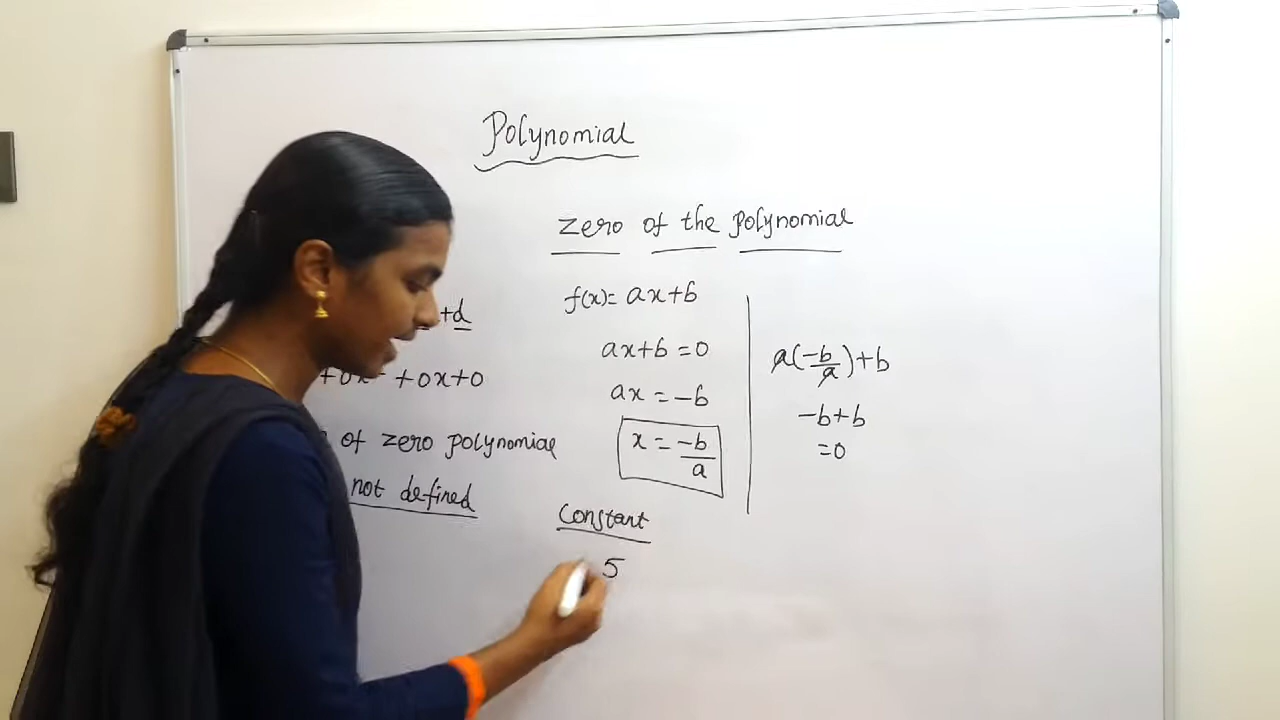 Polynomial
zero of the polynomial
+d
+0x+0
of zero polynomial
not defined
f(x)= ax+b
ax+b =0
ax = -b
x = -b/a
a(-b/a)+b
-b+b
=0
Constant
5